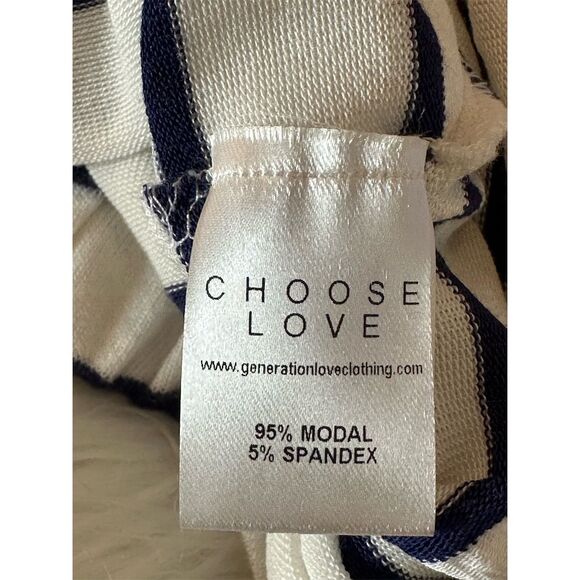 CHOOSE
LOVE
www.generationloveclothing.com
95% MODAL
5% SPANDEX